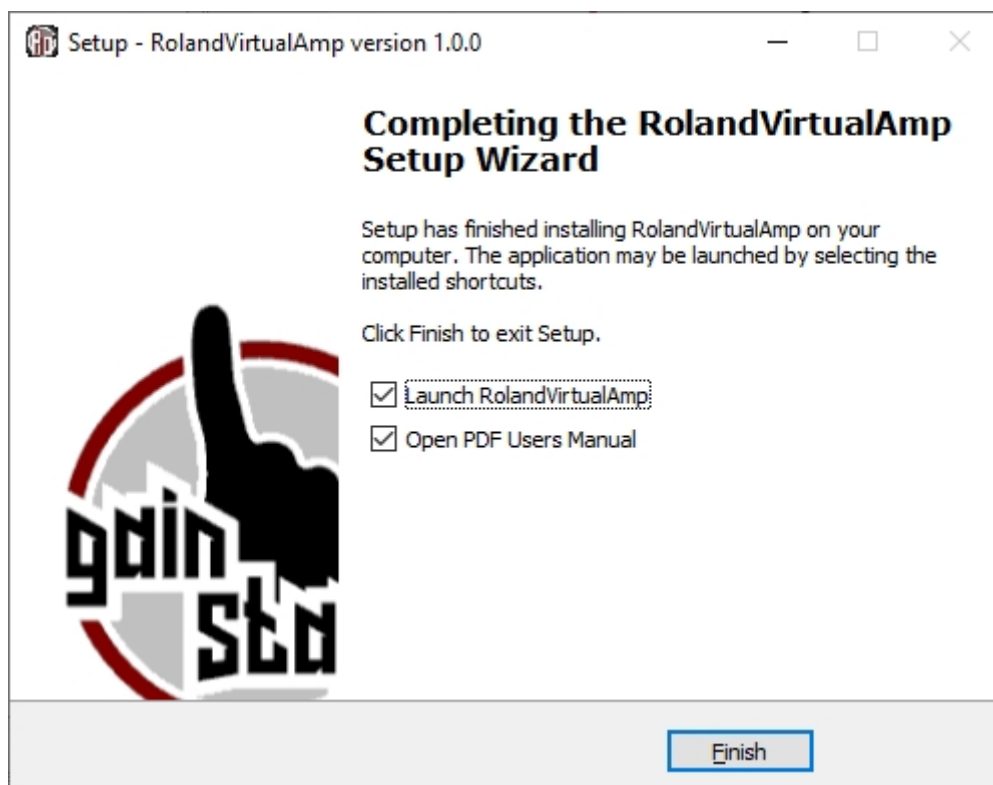 Setup - RolandVirtualAmp version 1.0.0
Completing the RolandVirtualAmp
Setup Wizard
Setup has finished installing RolandVirtualAmp on your
computer. The application may be launched by selecting the
installed shortcuts.
Click Finish to exit Setup.
Launch RolandVirtualAmp
Open PDF Users Manual
gain
sta
Finish